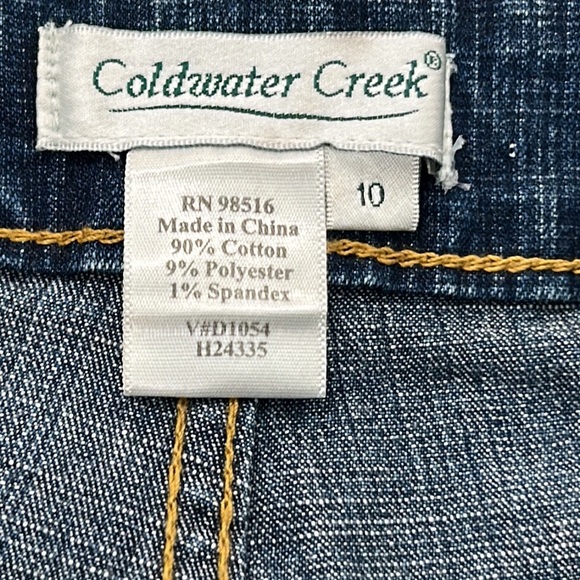 Coldwater Creek®
10
RN 98516
Made in China
90% Cotton
9% Polyester
1% Spandex
V#D1054
H24335